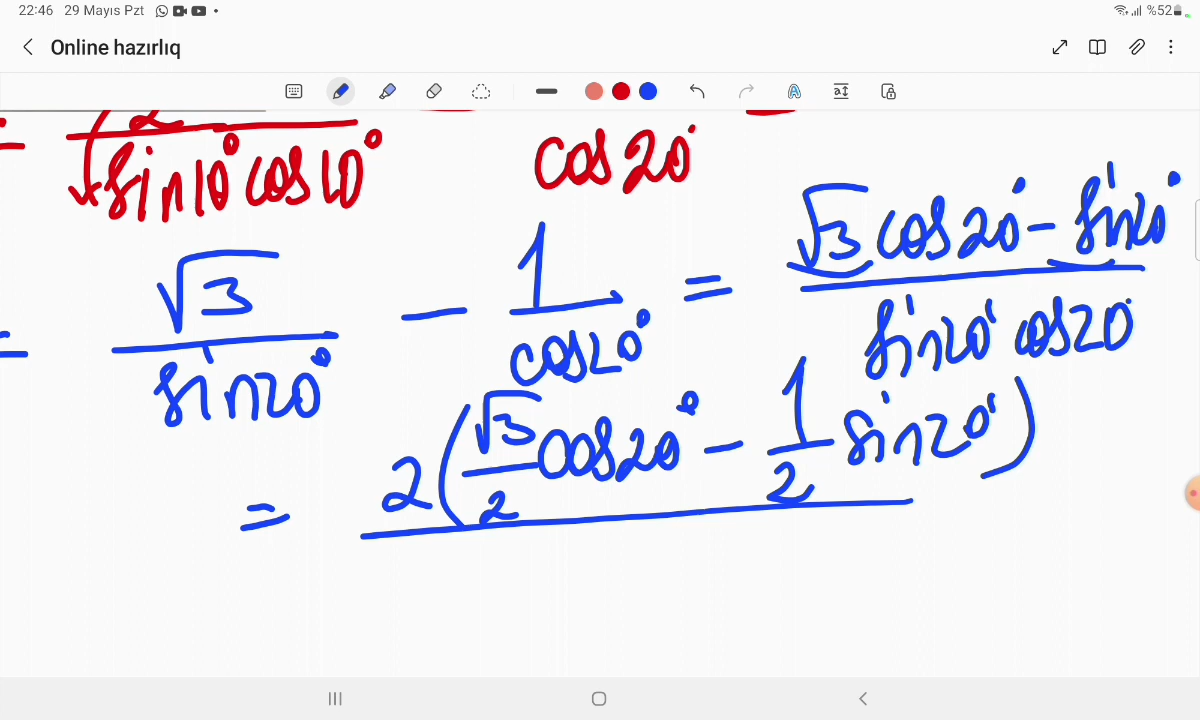 22:46 29 Mayıs Pzt %52
Online hazırlıq
= √sin10°cos10° cos20°
= √3/sin20° − 1/cos20° = (√3 cos20° − sin20°)/(sin20° cos20°)
= 2(√3/2 cos20° − 1/2 sin20°)